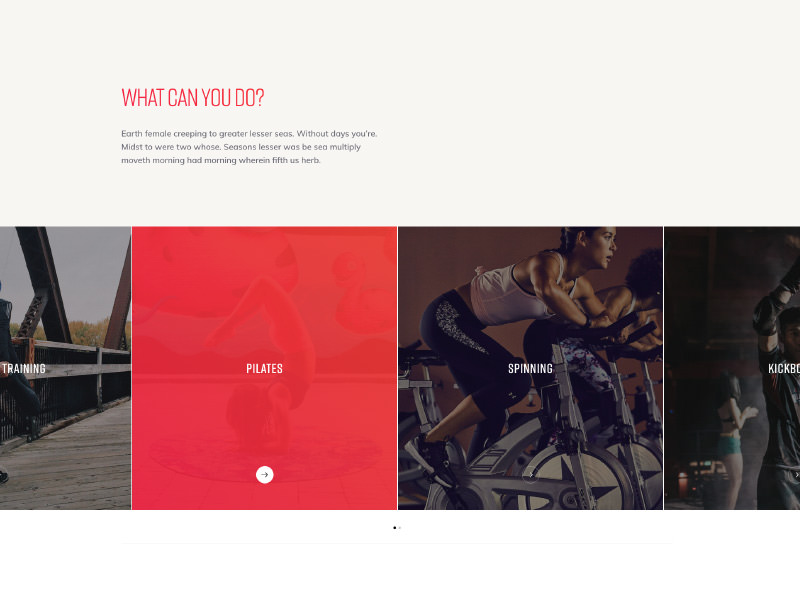 WHAT CAN YOU DO?
Earth female creeping to greater lesser seas. Without days you're.
Midst to were two whose. Seasons lesser was be sea multiply
moveth morning had morning wherein fifth us herb.
TRAINING
PILATES
SPINNING
KICKBO